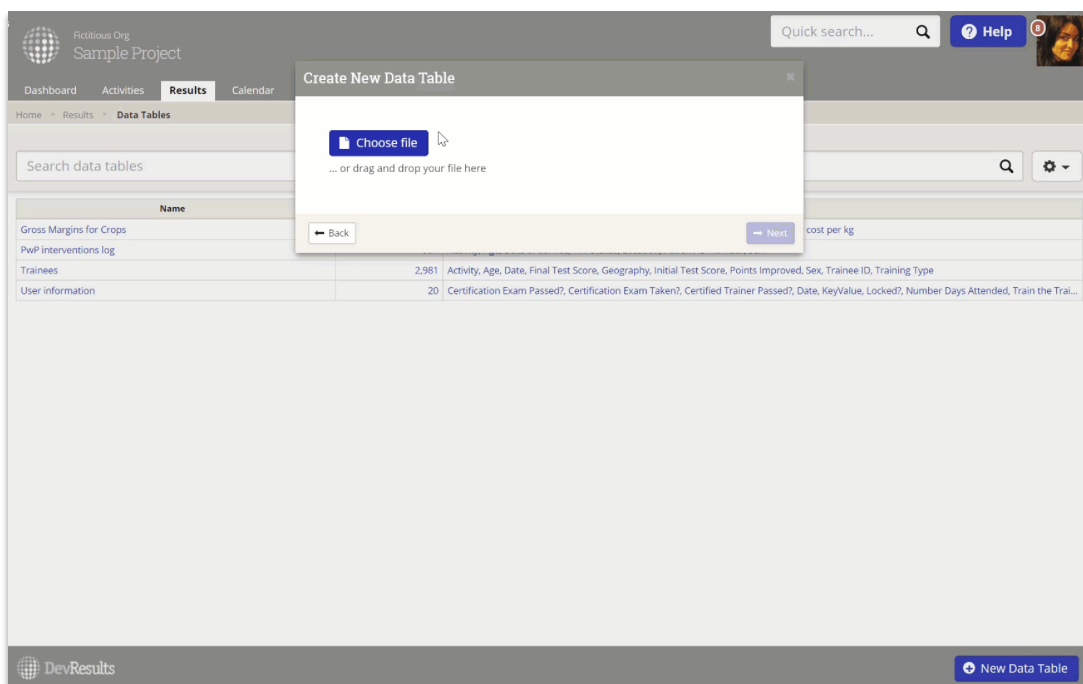 Fictitious Org
Sample Project
Quick search...
Help
8
Dashboard Activities Results Calendar
Home Results Data Tables
Create New Data Table
Choose file
... or drag and drop your file here
Back
Next
Search data tables
Name
Gross Margins for Crops
cost per kg
PwP interventions log
Trainees 2,981 Activity, Age, Date, Final Test Score, Geography, Initial Test Score, Points Improved, Sex, Trainee ID, Training Type
User information 20 Certification Exam Passed?, Certification Exam Taken?, Certified Trainer Passed?, Date, KeyValue, Locked?, Number Days Attended, Train the Trai...
DevResults
New Data Table